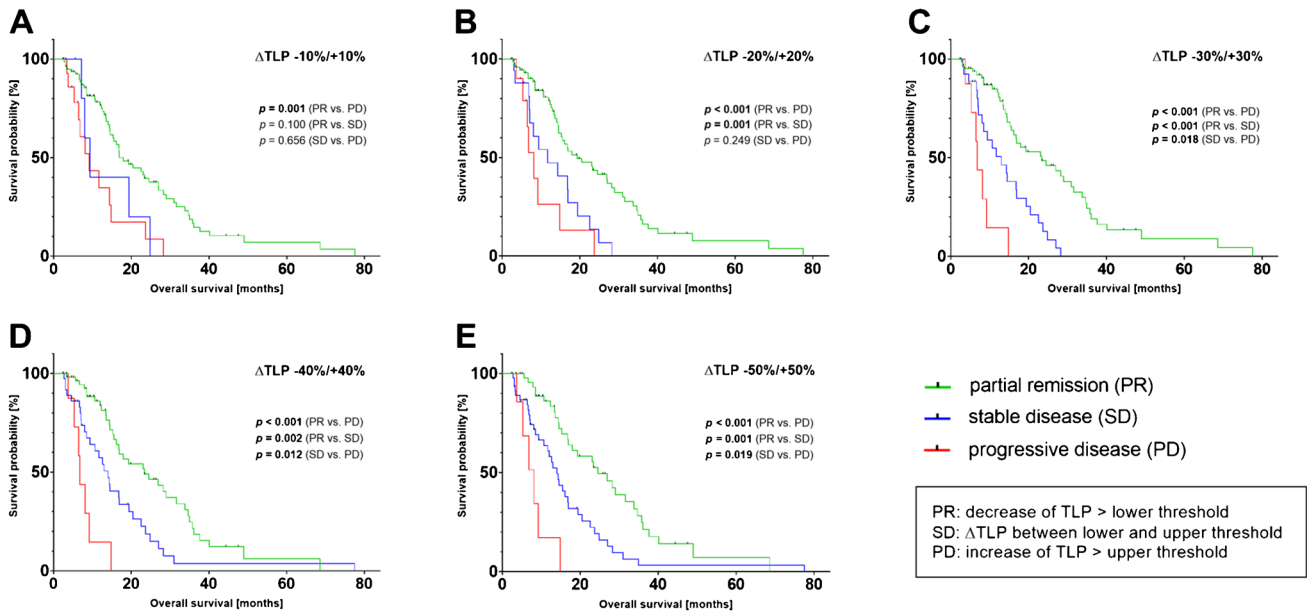 A
ΔTLP -10%/+10%
p = 0.001 (PR vs. PD)
p = 0.100 (PR vs. SD)
p = 0.656 (SD vs. PD)
Survival probability [%]
100
50
0
0 20 40 60 80
Overall survival [months]
B
ΔTLP -20%/+20%
p < 0.001 (PR vs. PD)
p = 0.001 (PR vs. SD)
p = 0.249 (SD vs. PD)
Survival probability [%]
100
50
0
0 20 40 60 80
Overall survival [months]
C
ΔTLP -30%/+30%
p < 0.001 (PR vs. PD)
p < 0.001 (PR vs. SD)
p = 0.018 (SD vs. PD)
Survival probability [%]
100
50
0
0 20 40 60 80
Overall survival [months]
D
ΔTLP -40%/+40%
p < 0.001 (PR vs. PD)
p = 0.002 (PR vs. SD)
p = 0.012 (SD vs. PD)
Survival probability [%]
100
50
0
0 20 40 60 80
Overall survival [months]
E
ΔTLP -50%/+50%
p < 0.001 (PR vs. PD)
p = 0.001 (PR vs. SD)
p = 0.019 (SD vs. PD)
Survival probability [%]
100
50
0
0 20 40 60 80
Overall survival [months]
partial remission (PR)
stable disease (SD)
progressive disease (PD)
PR: decrease of TLP > lower threshold
SD: ΔTLP between lower and upper threshold
PD: increase of TLP > upper threshold